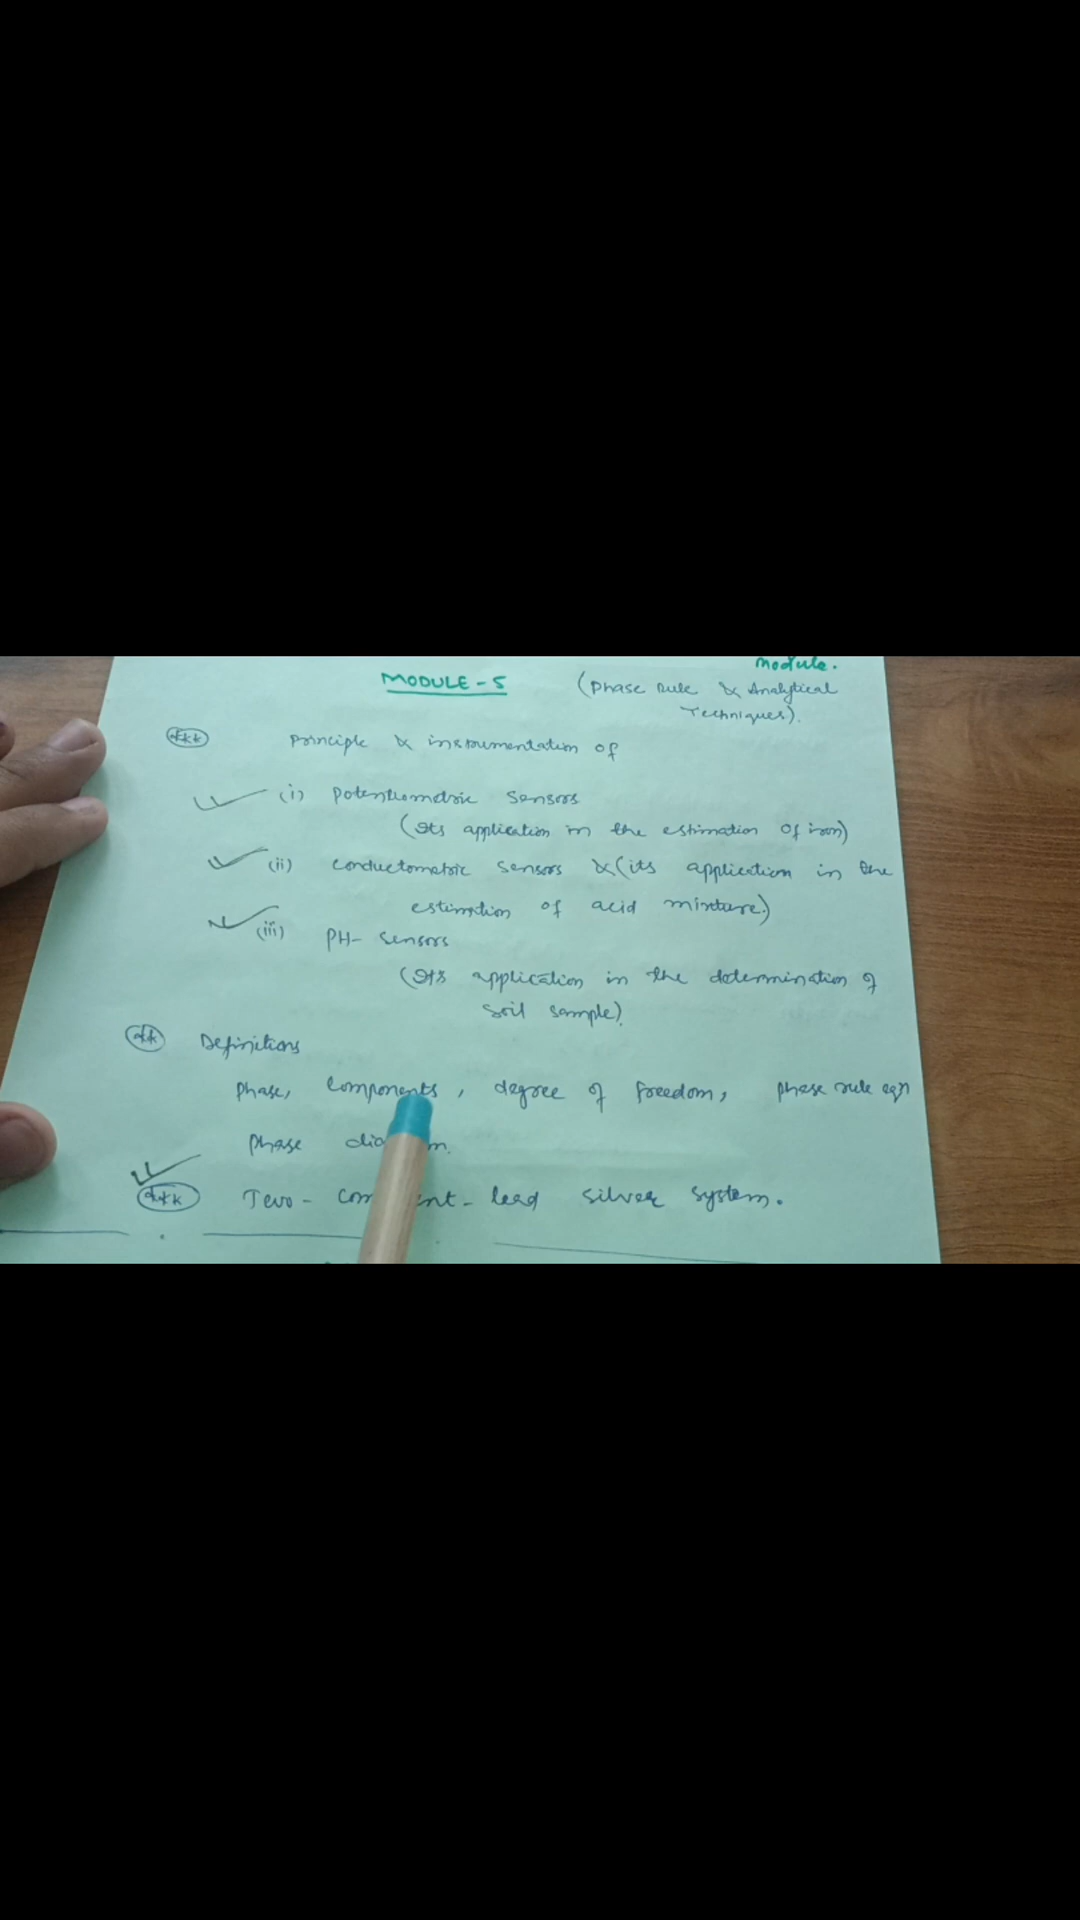 module.
MODULE - 5 (Phase Rule & Analytical
Techniques).
*** Principle & instrumentation of
(i) Potentiometric Sensors
(Its application in the estimation of iron)
(ii) conductometric Sensors & (its application in the
estimation of acid mixture.)
(iii) PH- Sensors
(Its application in the determination of
Soil Sample).
** Definitions
Phase, Components, degree of freedom, phase rule eqn
Phase
*** Two - lead silver system.